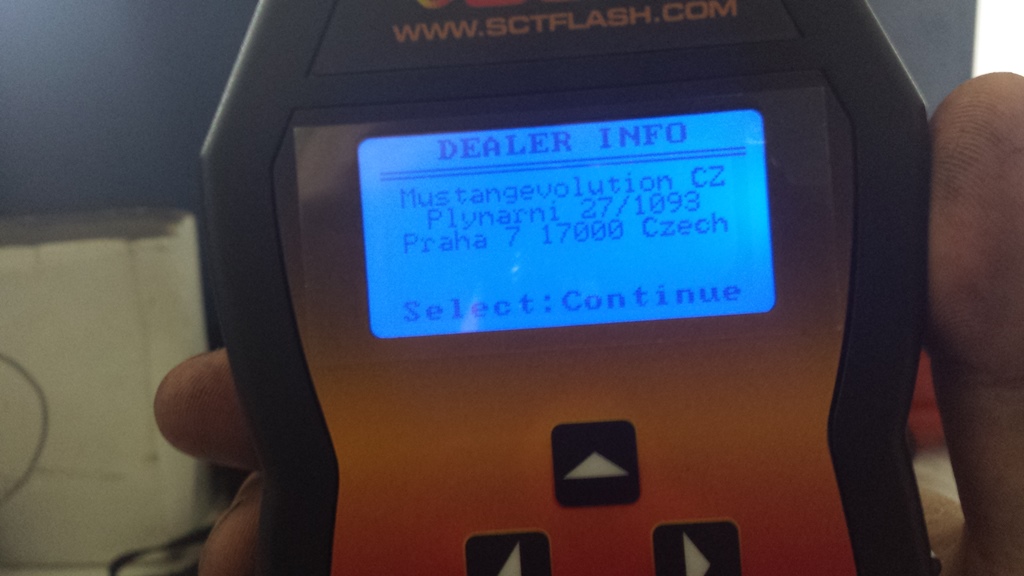 WWW.SCTFLASH.COM
DEALER INFO
Mustangevolution CZ
Plynarni 27/1093
Praha 7 17000 Czech
Select:Continue